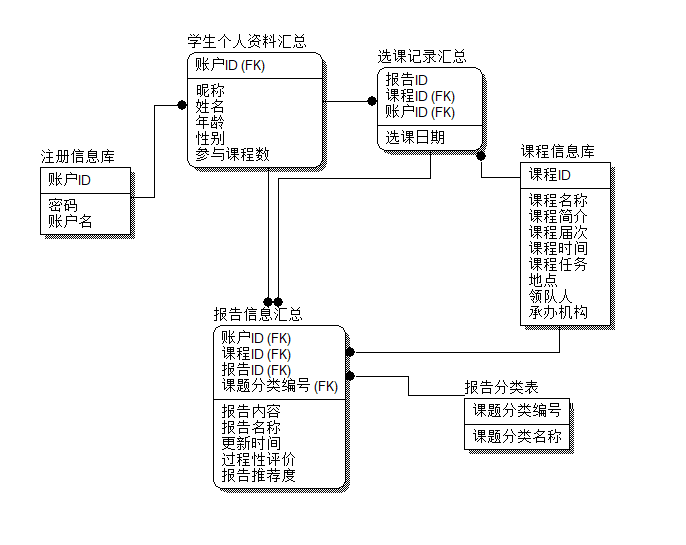 学生个人资料汇总
账户ID (FK)
昵称
姓名
年龄
性别
参与课程数
选课记录汇总
报告ID
课程ID (FK)
账户ID (FK)
选课日期
注册信息库
账户ID
密码
账户名
课程信息库
课程ID
课程名称
课程简介
课程届次
课程时间
课程任务
地点
领队人
承办机构
报告信息汇总
账户ID (FK)
课程ID (FK)
报告ID (FK)
课题分类编号 (FK)
报告内容
报告名称
更新时间
过程性评价
报告推荐度
报告分类表
课题分类编号
课题分类名称